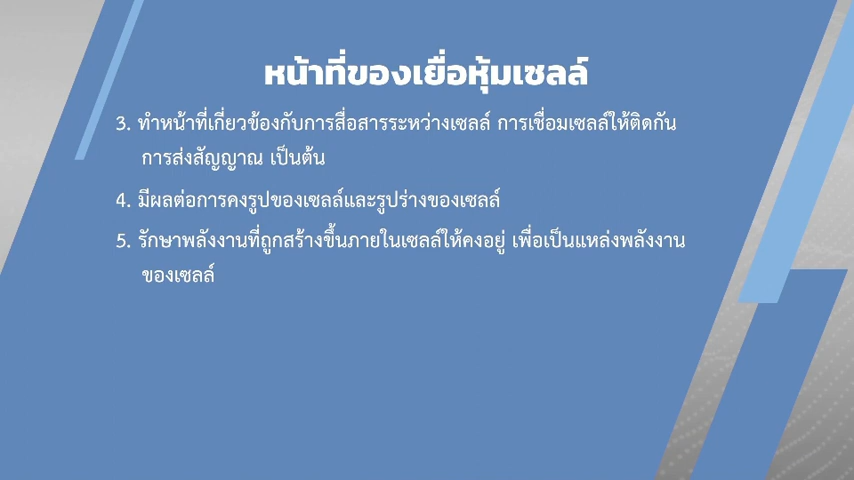 หน้าที่ของเยื่อหุ้มเซลล์
3. ทำหน้าที่เกี่ยวข้องกับการสื่อสารระหว่างเซลล์ การเชื่อมเซลล์ให้ติดกัน
การส่งสัญญาณ เป็นต้น
4. มีผลต่อการคงรูปของเซลล์และรูปร่างของเซลล์
5. รักษาพลังงานที่ถูกสร้างขึ้นภายในเซลล์ให้คงอยู่ เพื่อเป็นแหล่งพลังงาน
ของเซลล์